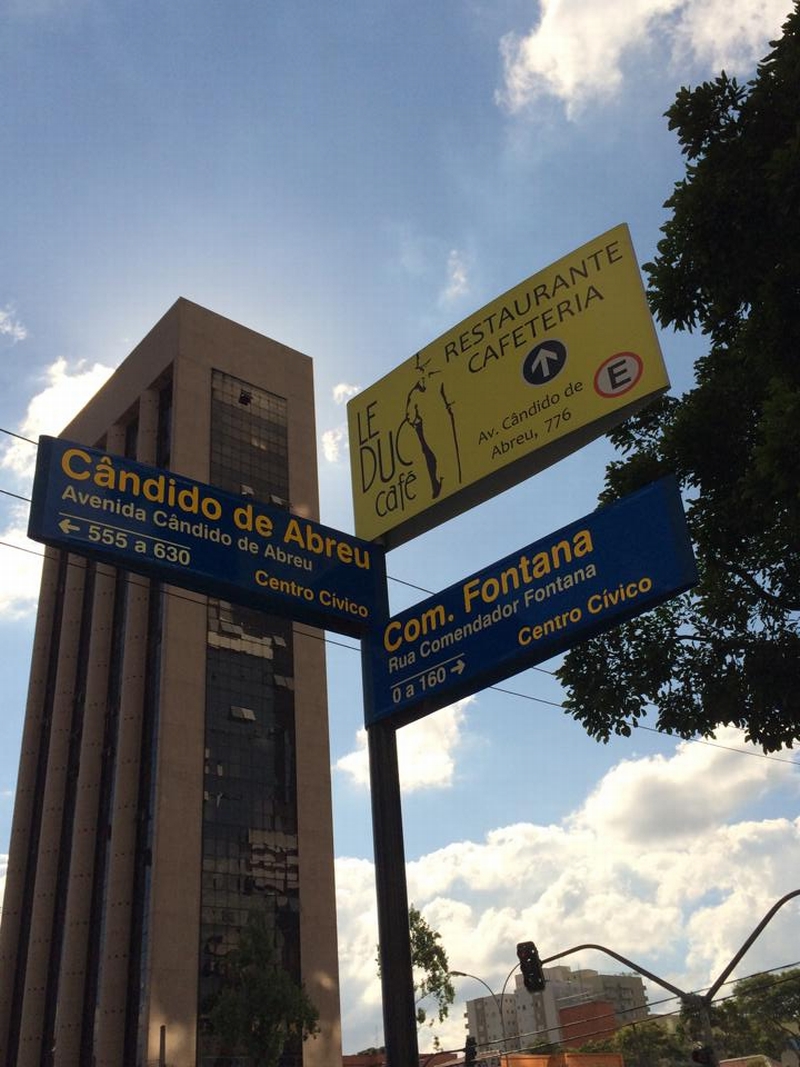 LE
DUC
café
RESTAURANTE
CAFETERIA
E
Av. Cândido de
Abreu, 776
Cândido de Abreu
Avenida Cândido de Abreu
← 555 a 630
Centro Cívico
Com. Fontana
Rua Comendador Fontana
0 a 160 →
Centro Cívico